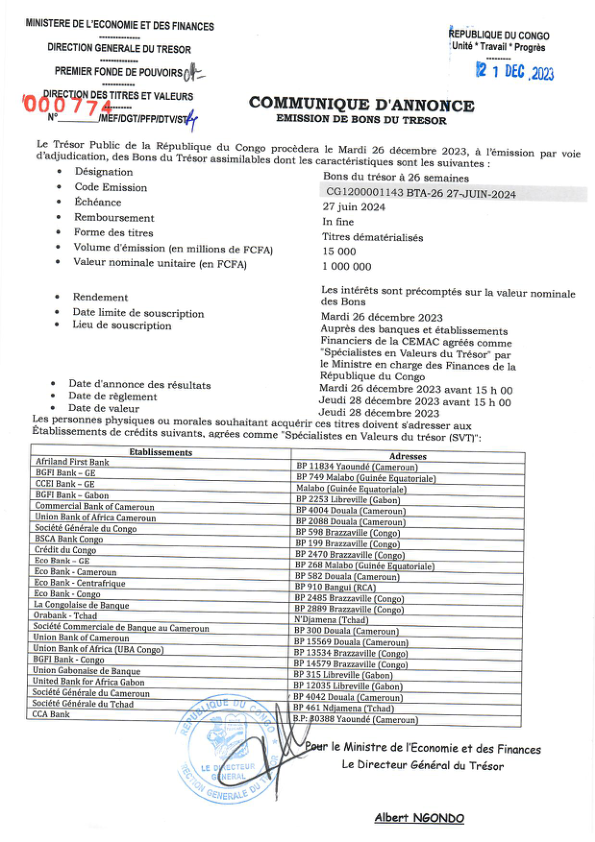 MINISTERE DE L'ECONOMIE ET DES FINANCES
---------------
DIRECTION GENERALE DU TRESOR
---------------
PREMIER FONDE DE POUVOIRS
---------------
DIRECTION DES TITRES ET VALEURS
000774
N°______/MEF/DGT/PFP/DTV/ST
REPUBLIQUE DU CONGO
Unité * Travail * Progrès
---------------
21 DEC. 2023
COMMUNIQUE D'ANNONCE
EMISSION DE BONS DU TRESOR
Le Trésor Public de la République du Congo procèdera le Mardi 26 décembre 2023, à l'émission par voie
d'adjudication, des Bons du Trésor assimilables dont les caractéristiques sont les suivantes :
• Désignation Bons du trésor à 26 semaines
• Code Emission CG1200001143 BTA-26 27-JUIN-2024
• Échéance 27 juin 2024
• Remboursement In fine
• Forme des titres Titres dématérialisés
• Volume d'émission (en millions de FCFA) 15 000
• Valeur nominale unitaire (en FCFA) 1 000 000
• Rendement Les intérêts sont précomptés sur la valeur nominale
des Bons
• Date limite de souscription Mardi 26 décembre 2023
• Lieu de souscription Auprès des banques et établissements
Financiers de la CEMAC agréés comme
"Spécialistes en Valeurs du Trésor" par
le Ministre en charge des Finances de la
République du Congo
• Date d'annonce des résultats Mardi 26 décembre 2023 avant 15 h 00
• Date de règlement Jeudi 28 décembre 2023 avant 15 h 00
• Date de valeur Jeudi 28 décembre 2023
Les personnes physiques ou morales souhaitant acquérir ces titres doivent s'adresser aux
Établissements de crédits suivants, agrées comme "Spécialistes en Valeurs du trésor (SVT)":
Etablissements Adresses
Afriland First Bank BP 11834 Yaoundé (Cameroun)
BGFI Bank – GE BP 749 Malabo (Guinée Equatoriale)
CCEI Bank – GE Malabo (Guinée Equatoriale)
BGFI Bank – Gabon BP 2253 Libreville (Gabon)
Commercial Bank of Cameroun BP 4004 Douala (Cameroun)
Union Bank of Africa Cameroun BP 2088 Douala (Cameroun)
Société Générale du Congo BP 598 Brazzaville (Congo)
BSCA Bank Congo BP 199 Brazzaville (Congo)
Crédit du Congo BP 2470 Brazzaville (Congo)
Eco Bank – GE BP 268 Malabo (Guinée Equatoriale)
Eco Bank - Cameroun BP 582 Douala (Cameroun)
Eco Bank - Centrafrique BP 910 Bangui (RCA)
Eco Bank - Congo BP 2485 Brazzaville (Congo)
La Congolaise de Banque BP 2889 Brazzaville (Congo)
Orabank - Tchad N'Djamena (Tchad)
Société Commerciale de Banque au Cameroun BP 300 Douala (Cameroun)
Union Bank of Cameroun BP 15569 Douala (Cameroun)
Union Bank of Africa (UBA Congo) BP 13534 Brazzaville (Congo)
BGFI Bank - Congo BP 14579 Brazzaville (Congo)
Union Gabonaise de Banque BP 315 Libreville (Gabon)
United Bank for Africa Gabon BP 12035 Libreville (Gabon)
Société Générale du Cameroun BP 4042 Douala (Cameroun)
Société Générale du Tchad BP 461 Ndjamena (Tchad)
CCA Bank B.P: 30388 Yaoundé (Cameroun)
REPUBLIQUE DU CONGO
LE DIRECTEUR
GENERAL
DIRECTION GENERALE DU TRESOR
Pour le Ministre de l'Economie et des Finances
Le Directeur Général du Trésor
Albert NGONDO